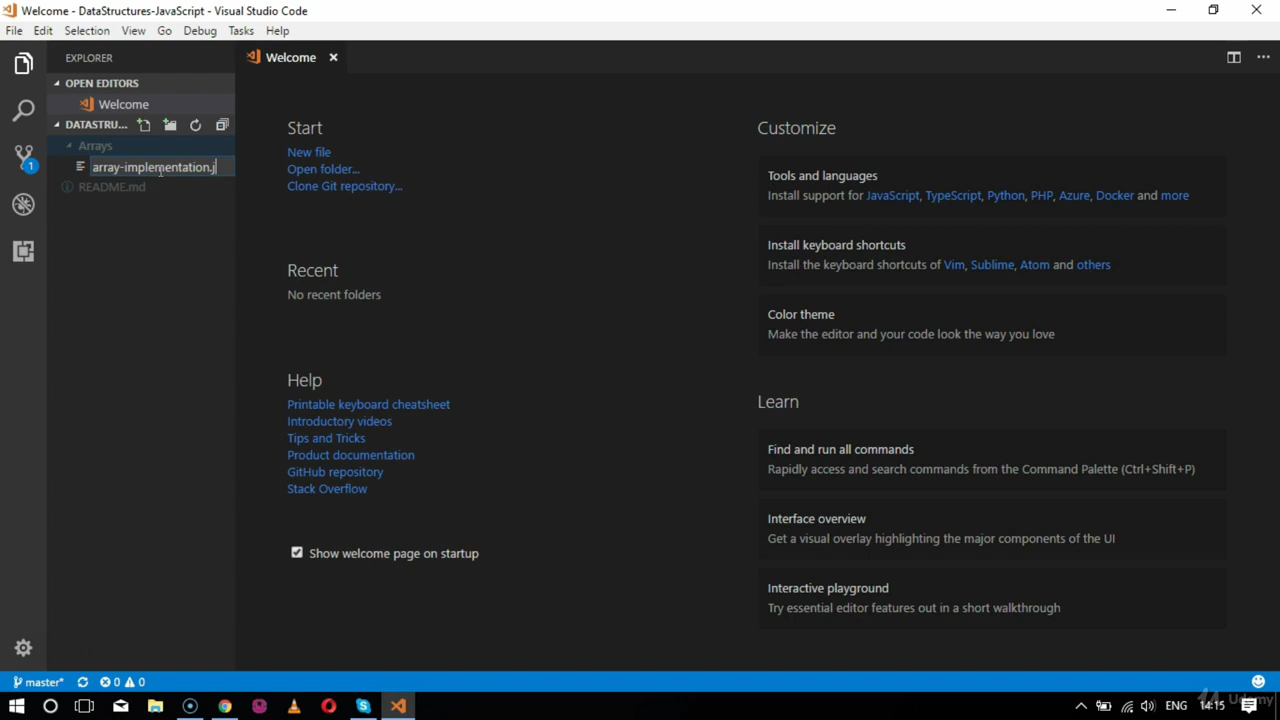 Welcome - DataStructures-JavaScript - Visual Studio Code
File Edit Selection View Go Debug Tasks Help
EXPLORER
Welcome
OPEN EDITORS
Welcome
DATASTRU...
Arrays
array-implementation.j
README.md
1
Start
New file
Open folder...
Clone Git repository...
Recent
No recent folders
Help
Printable keyboard cheatsheet
Introductory videos
Tips and Tricks
Product documentation
GitHub repository
Stack Overflow
Show welcome page on startup
Customize
Tools and languages
Install support for JavaScript, TypeScript, Python, PHP, Azure, Docker and more
Install keyboard shortcuts
Install the keyboard shortcuts of Vim, Sublime, Atom and others
Color theme
Make the editor and your code look the way you love
Learn
Find and run all commands
Rapidly access and search commands from the Command Palette (Ctrl+Shift+P)
Interface overview
Get a visual overlay highlighting the major components of the UI
Interactive playground
Try essential editor features out in a short walkthrough
master* 0 0
ENG 14:15
Udemy